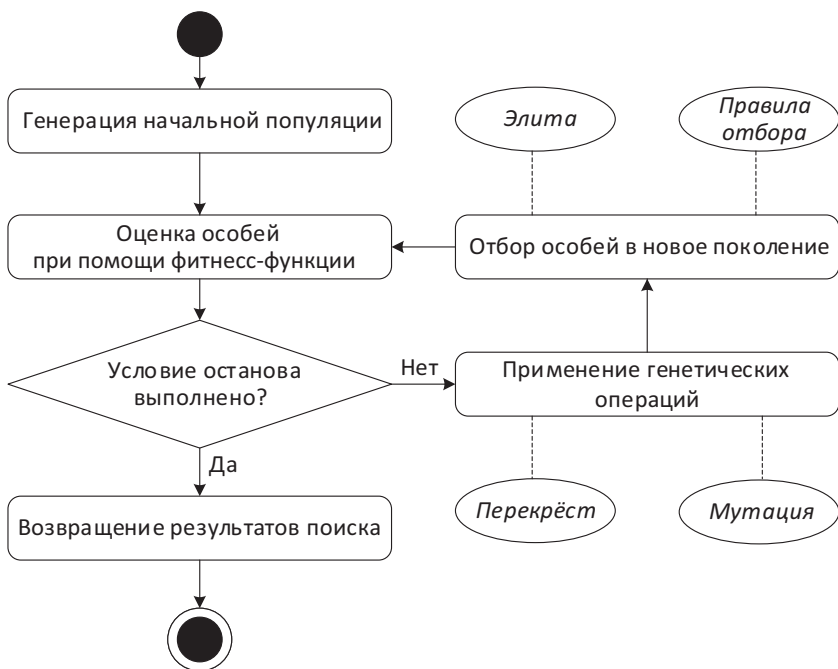 Генерация начальной популяции
Элита
Правила
отбора
Оценка особей
при помощи фитнесс-функции
Отбор особей в новое поколение
Условие останова
выполнено?
Нет
Применение генетических
операций
Да
Возвращение результатов поиска
Перекрёст
Мутация